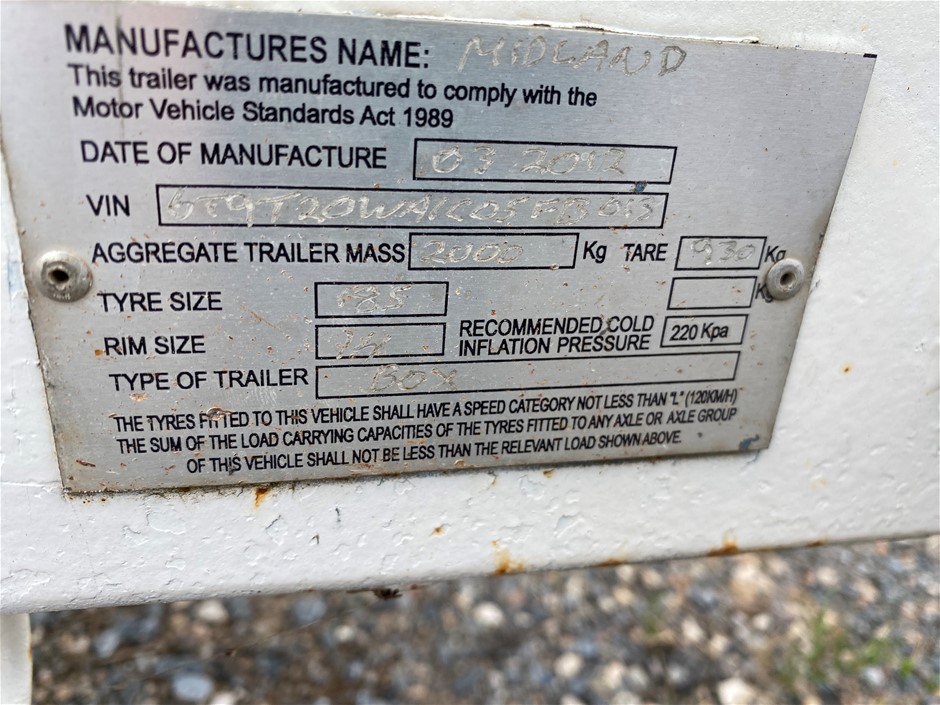 MANUFACTURES NAME: MIDLAND
This trailer was manufactured to comply with the
Motor Vehicle Standards Act 1989
DATE OF MANUFACTURE 03
VIN
AGGREGATE TRAILER MASS 2000 Kg TARE 930 Kg
TYRE SIZE 185
RIM SIZE
RECOMMENDED COLD
INFLATION PRESSURE 220 Kpa
TYPE OF TRAILER BOX
THE TYRES FITTED TO THIS VEHICLE SHALL HAVE A SPEED CATEGORY NOT LESS THAN "L" (120KM/H)
THE SUM OF THE LOAD CARRYING CAPACITIES OF THE TYRES FITTED TO ANY AXLE OR AXLE GROUP
OF THIS VEHICLE SHALL NOT BE LESS THAN THE RELEVANT LOAD SHOWN ABOVE.